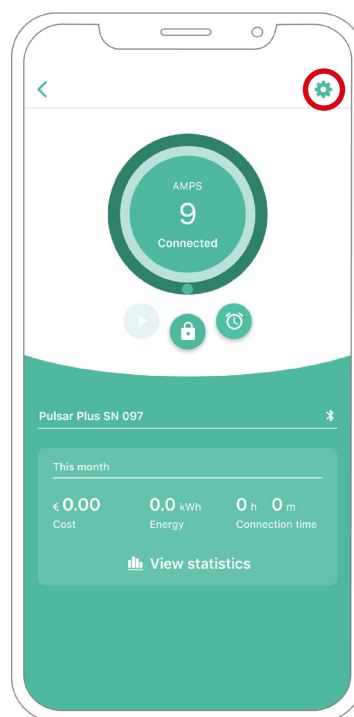 AMPS
9
Connected
Pulsar Plus SN 097
This month
€ 0.00 0.0 kWh 0 h 0 m
Cost Energy Connection time
View statistics